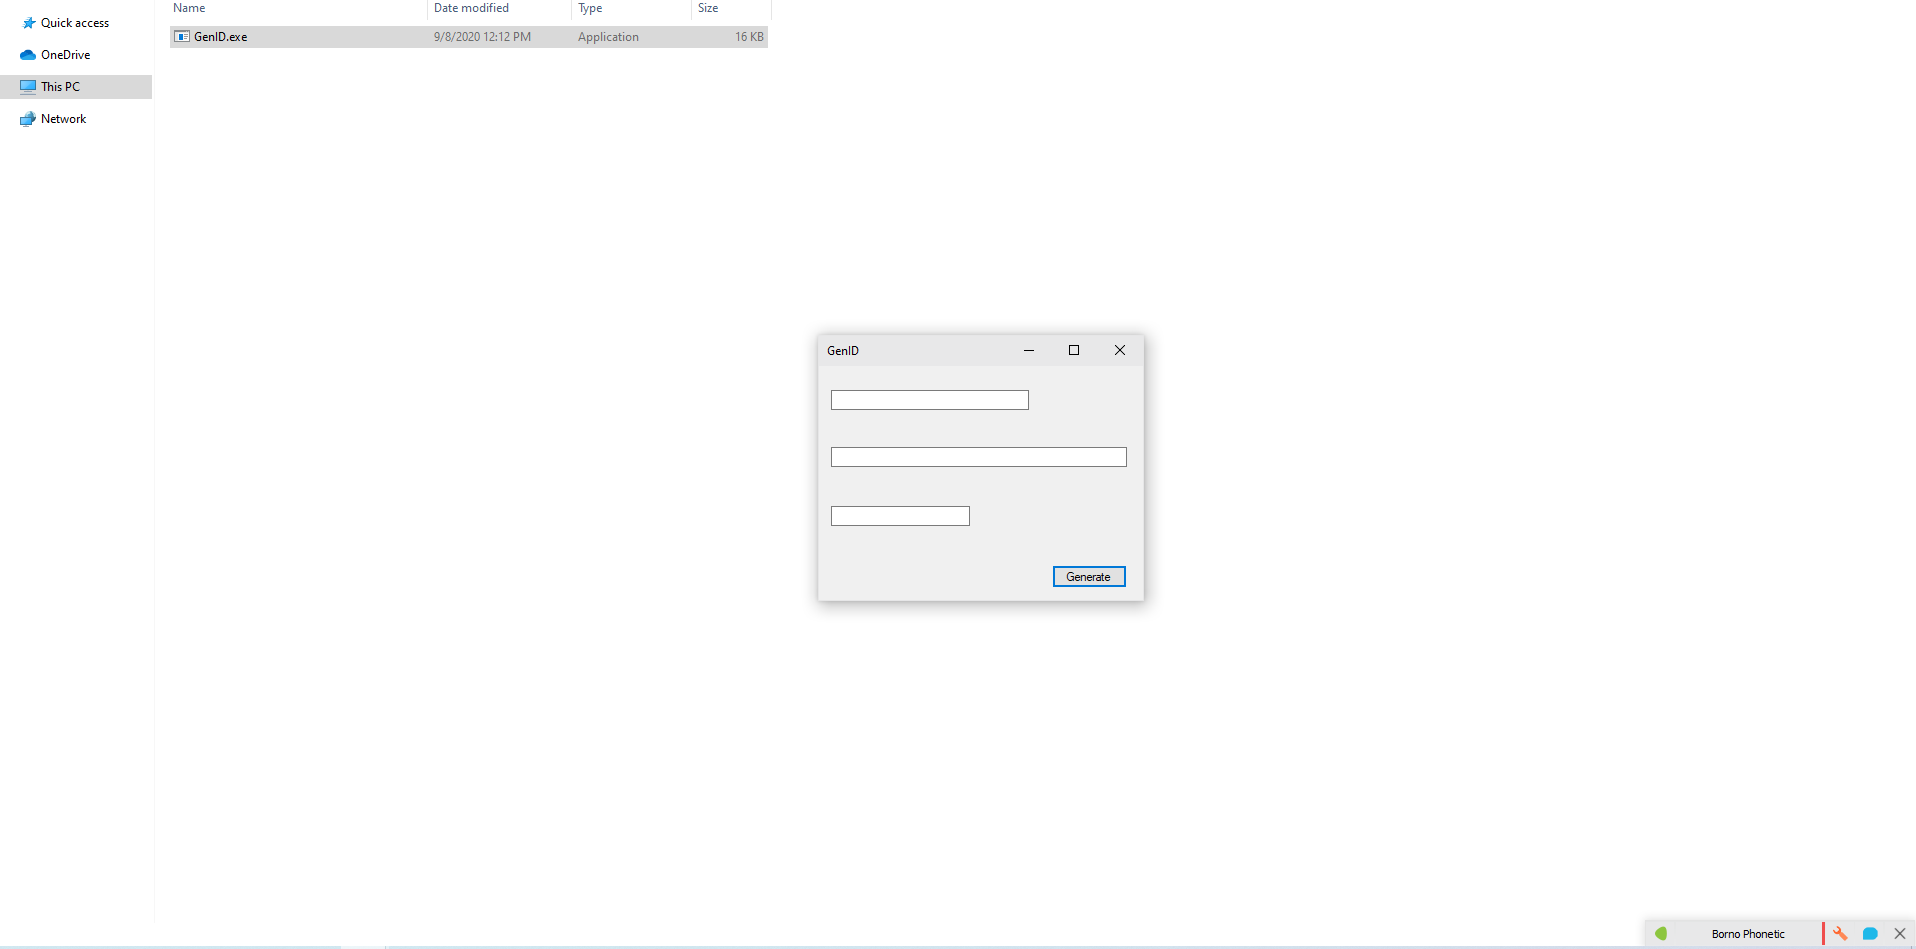 Name Date modified Type Size
Quick access
GenID.exe 9/8/2020 12:12 PM Application 16 KB
OneDrive
This PC
Network
GenID
Generate
Borno Phonetic